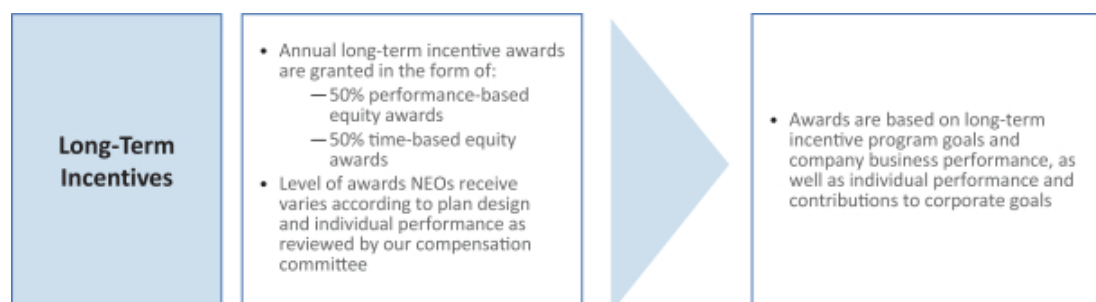 Long-Term
Incentives
• Annual long-term incentive awards
are granted in the form of:
—50% performance-based
equity awards
—50% time-based equity
awards
• Level of awards NEOs receive
varies according to plan design
and individual performance as
reviewed by our compensation
committee
• Awards are based on long-term
incentive program goals and
company business performance, as
well as individual performance and
contributions to corporate goals